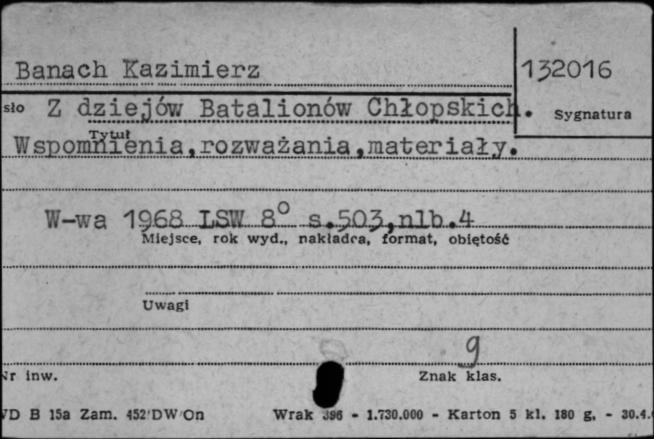 Banach Kazimierz 132016
sło Z dziejów Batalionów Chłopskich. Sygnatura
Tytuł
Wspomnienia,rozważania,materiały.
W-wa 1968 LSW 8° s.503,nlb.4
Miejsce, rok wyd., nakładca, format, objętość
Uwagi
g
Nr inw. Znak klas.
WD B 15a Zam. 452/DW/On Wrak 396 - 1.730.000 - Karton 5 kl. 180 g. - 30.4.